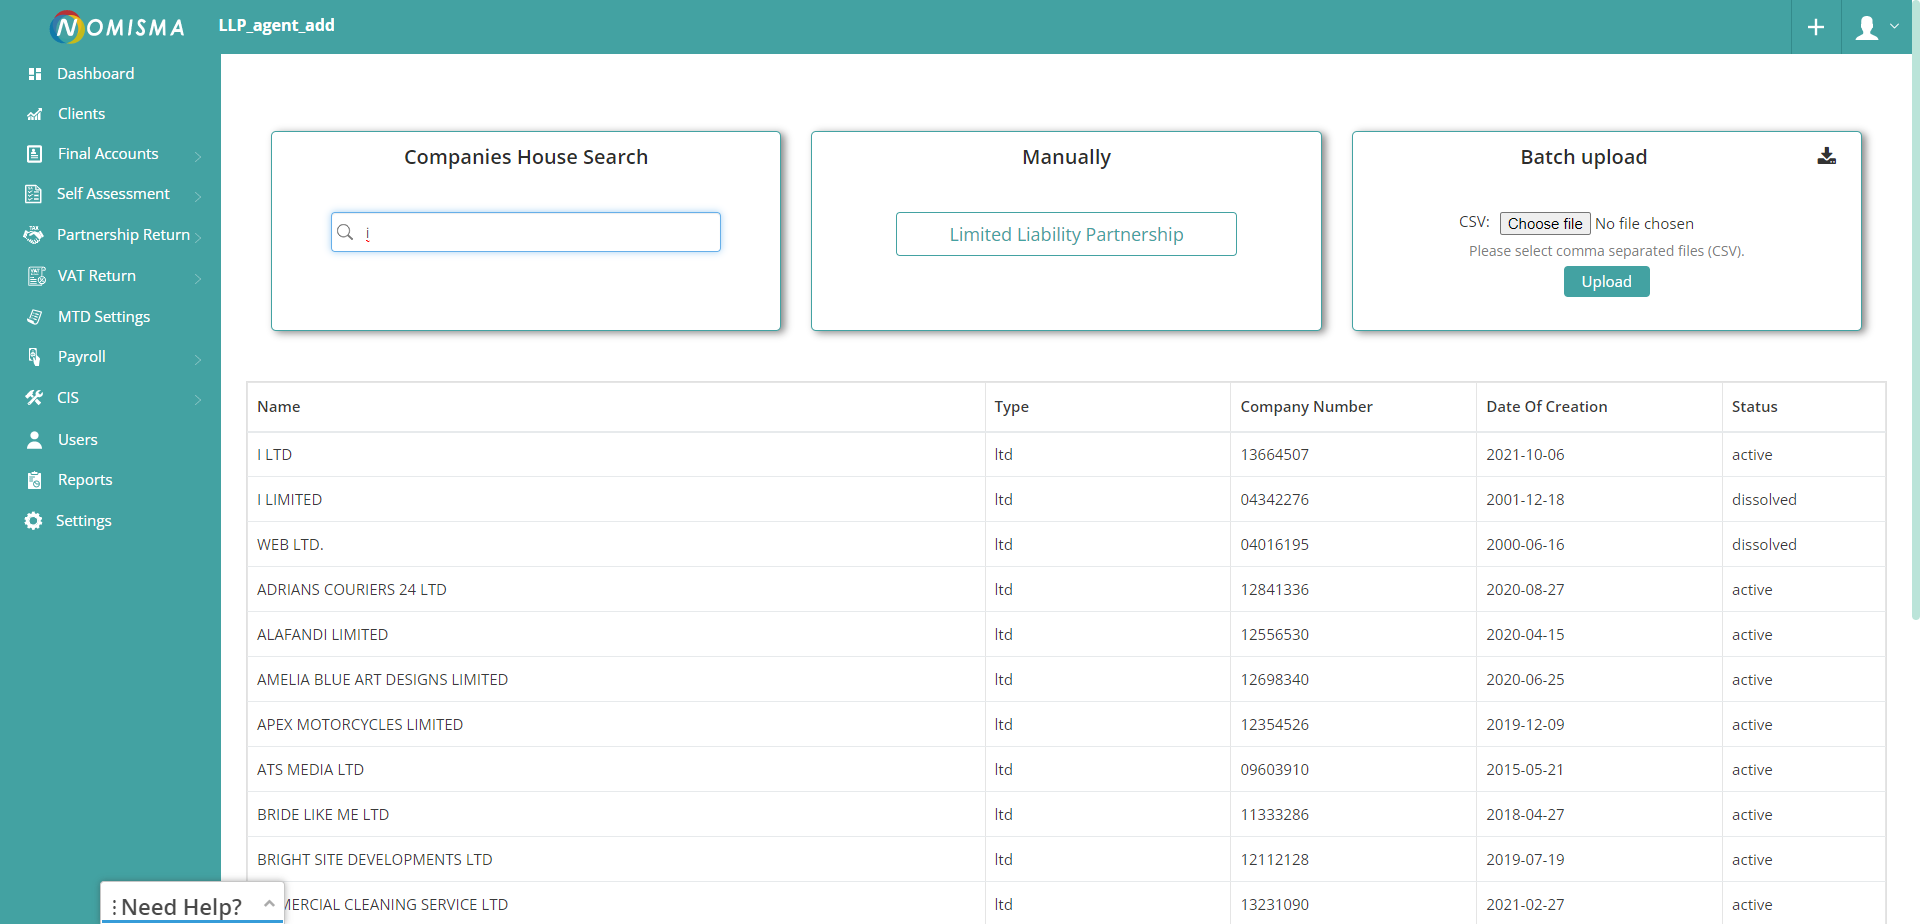 NOMISMA
LLP_agent_add
Dashboard
Clients
Final Accounts
Self Assessment
Partnership Return
VAT Return
MTD Settings
Payroll
CIS
Users
Reports
Settings
Companies House Search
i
Manually
Limited Liability Partnership
Batch upload
CSV: Choose file No file chosen
Please select comma separated files (CSV).
Upload
Name Type Company Number Date Of Creation Status
I LTD ltd 13664507 2021-10-06 active
I LIMITED ltd 04342276 2001-12-18 dissolved
WEB LTD. ltd 04016195 2000-06-16 dissolved
ADRIANS COURIERS 24 LTD ltd 12841336 2020-08-27 active
ALAFANDI LIMITED ltd 12556530 2020-04-15 active
AMELIA BLUE ART DESIGNS LIMITED ltd 12698340 2020-06-25 active
APEX MOTORCYCLES LIMITED ltd 12354526 2019-12-09 active
ATS MEDIA LTD ltd 09603910 2015-05-21 active
BRIDE LIKE ME LTD ltd 11333286 2018-04-27 active
BRIGHT SITE DEVELOPMENTS LTD ltd 12112128 2019-07-19 active
MERCIAL CLEANING SERVICE LTD ltd 13231090 2021-02-27 active
Need Help?